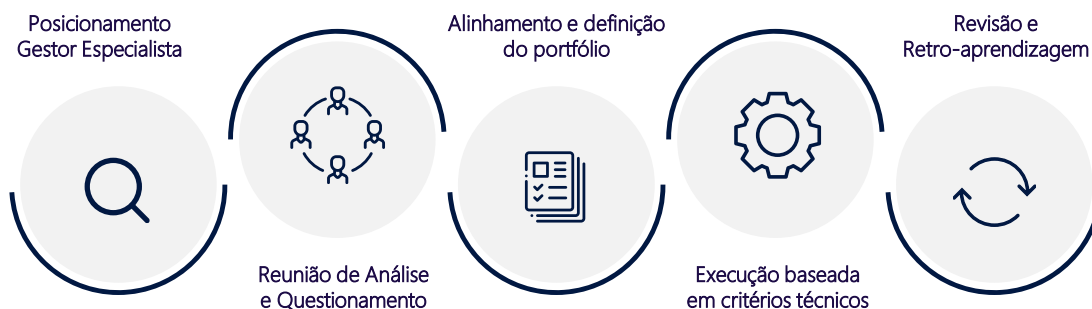 Posicionamento
Gestor Especialista
Reunião de Análise
e Questionamento
Alinhamento e definição
do portfólio
Execução baseada
em critérios técnicos
Revisão e
Retro-aprendizagem